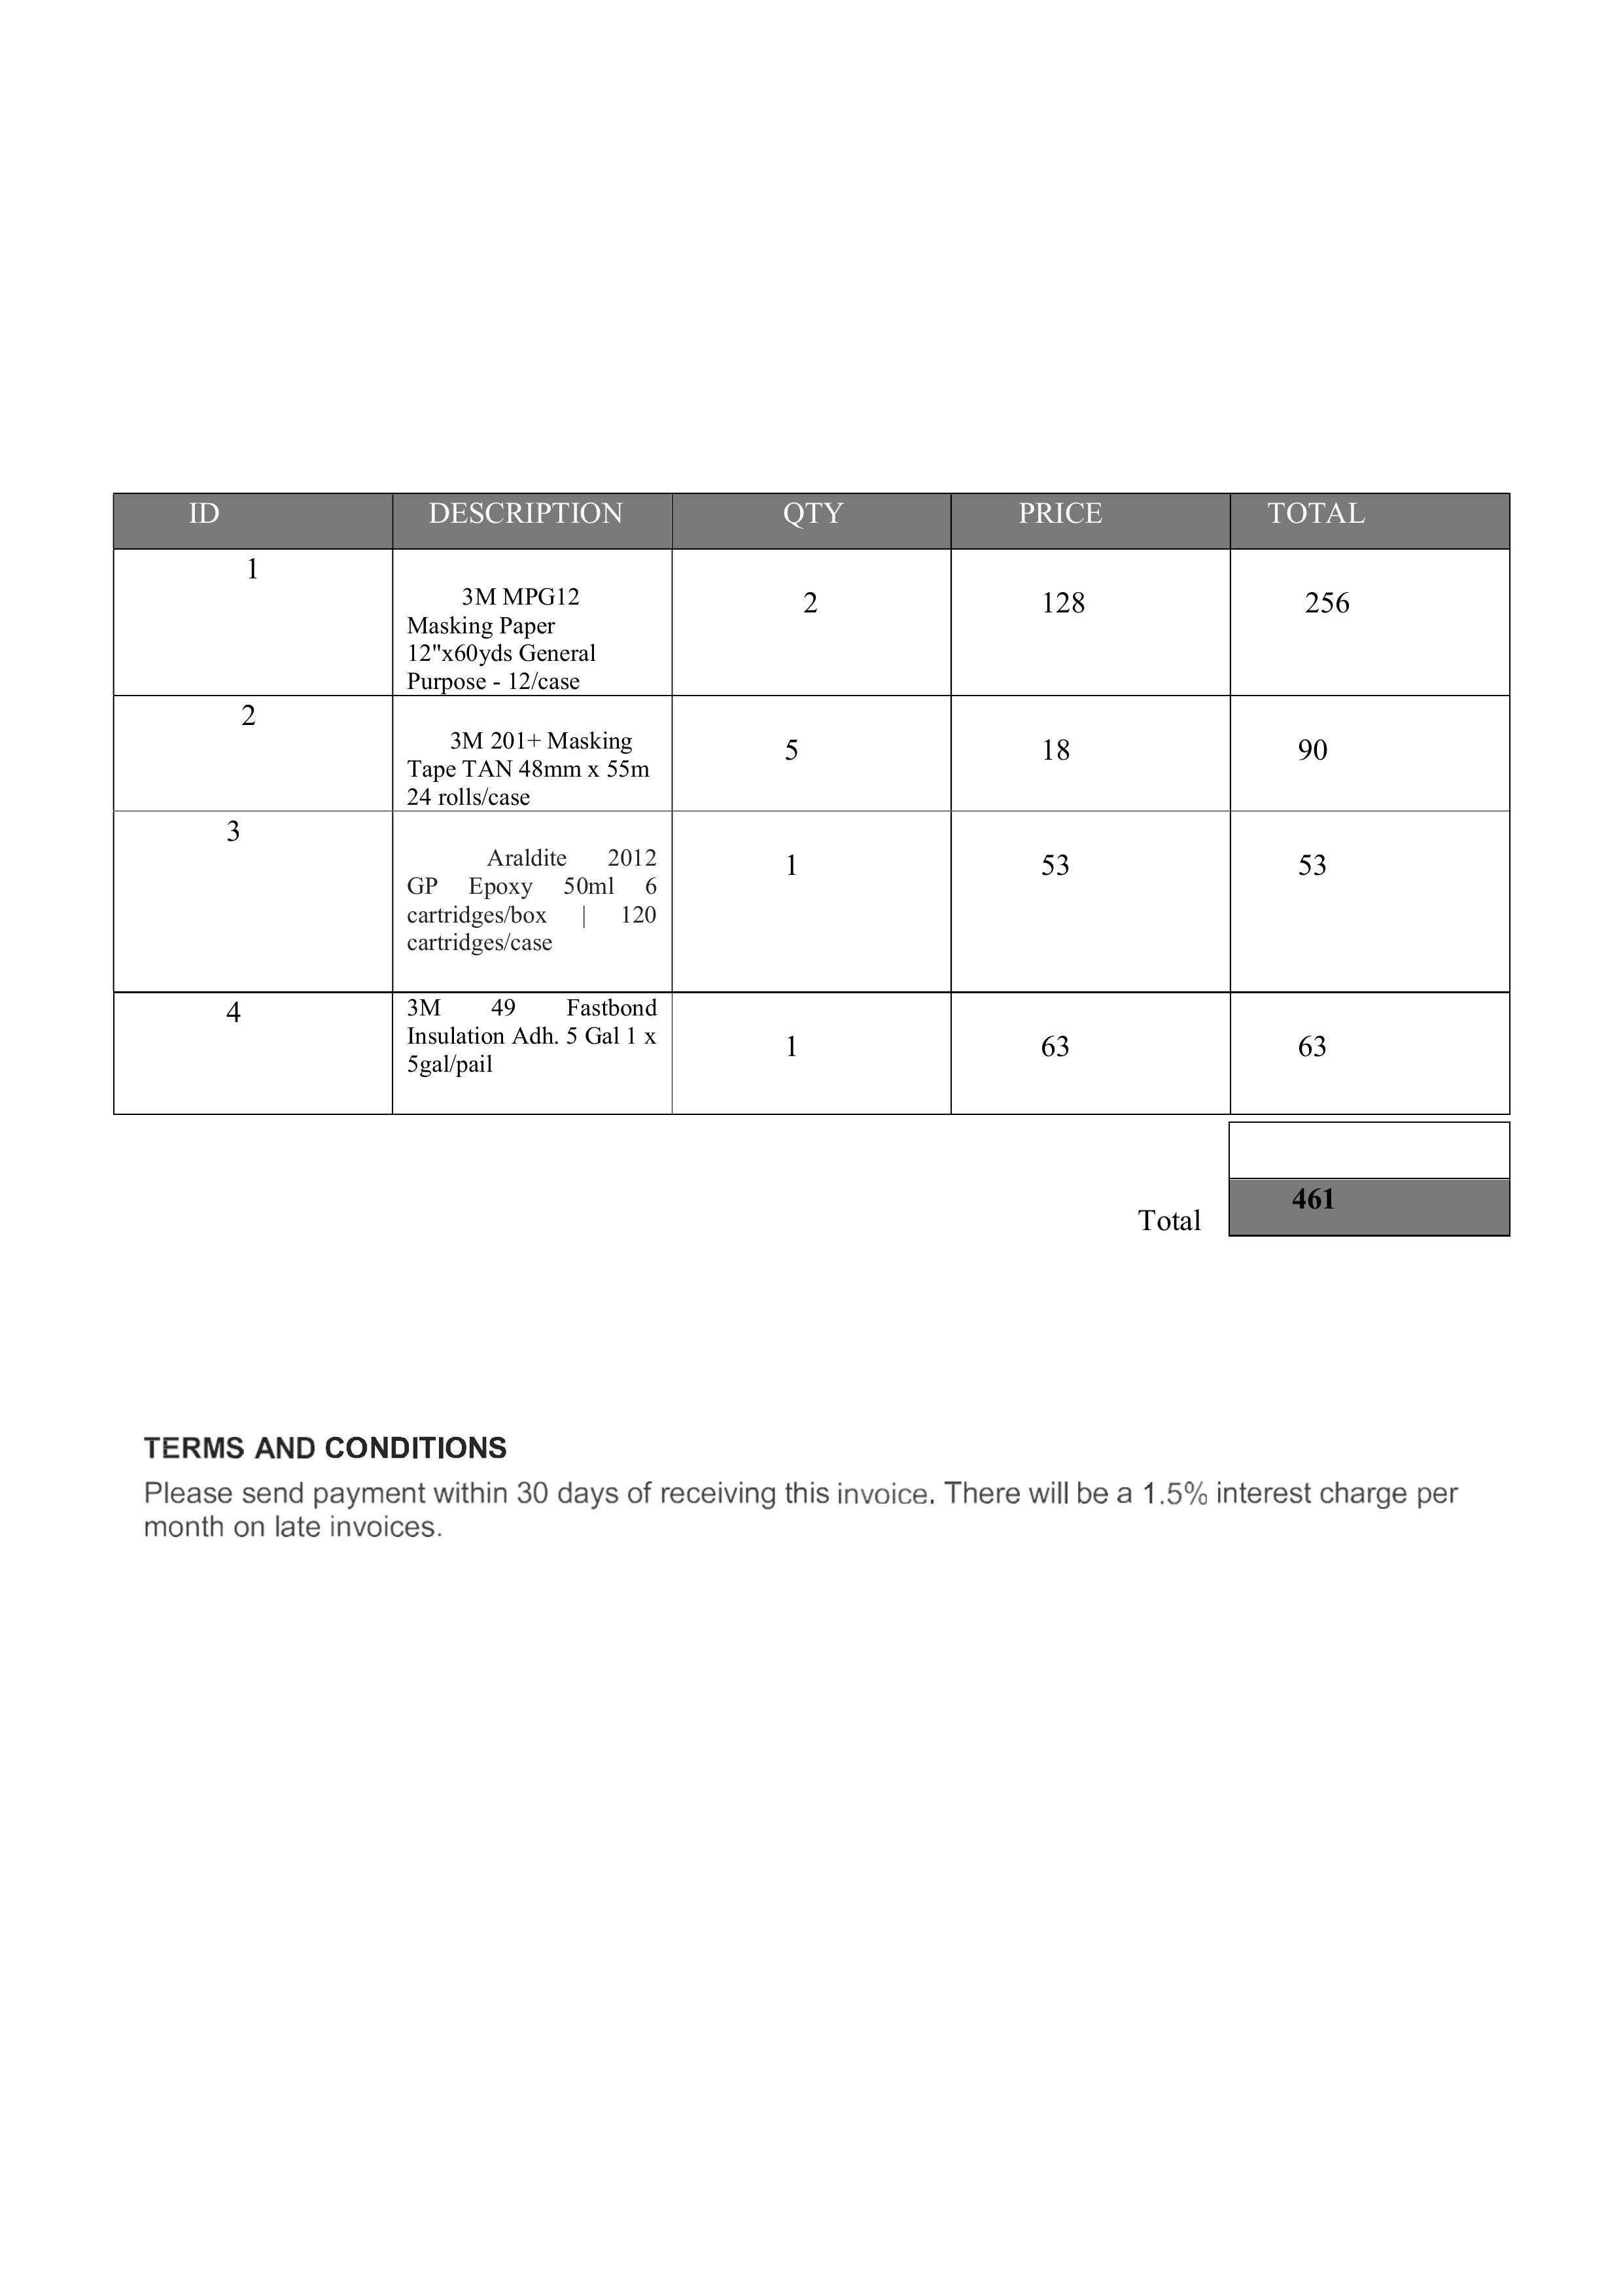 ID DESCRIPTION QTY PRICE TOTAL
1
3M MPG12
Masking Paper
12"x60yds General
Purpose - 12/case
2 128 256
2
3M 201+ Masking
Tape TAN 48mm x 55m
24 rolls/case
5 18 90
3
Araldite 2012
GP Epoxy 50ml 6
cartridges/box | 120
cartridges/case
1 53 53
4
3M 49 Fastbond
Insulation Adh. 5 Gal 1 x
5gal/pail
1 63 63
Total 461
TERMS AND CONDITIONS
Please send payment within 30 days of receiving this invoice. There will be a 1.5% interest charge per
month on late invoices.